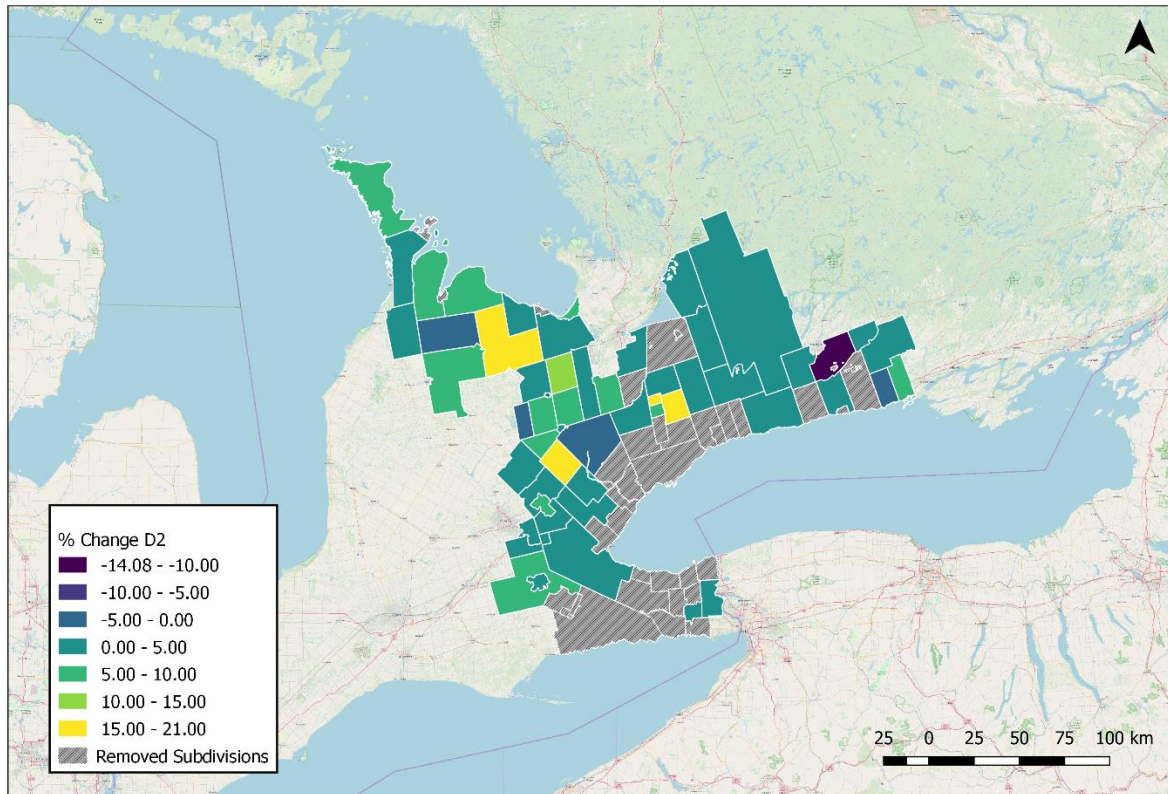 % Change D2
-14.08 - -10.00
-10.00 - -5.00
-5.00 - 0.00
0.00 - 5.00
5.00 - 10.00
10.00 - 15.00
15.00 - 21.00
Removed Subdivisions
25 0 25 50 75 100 km